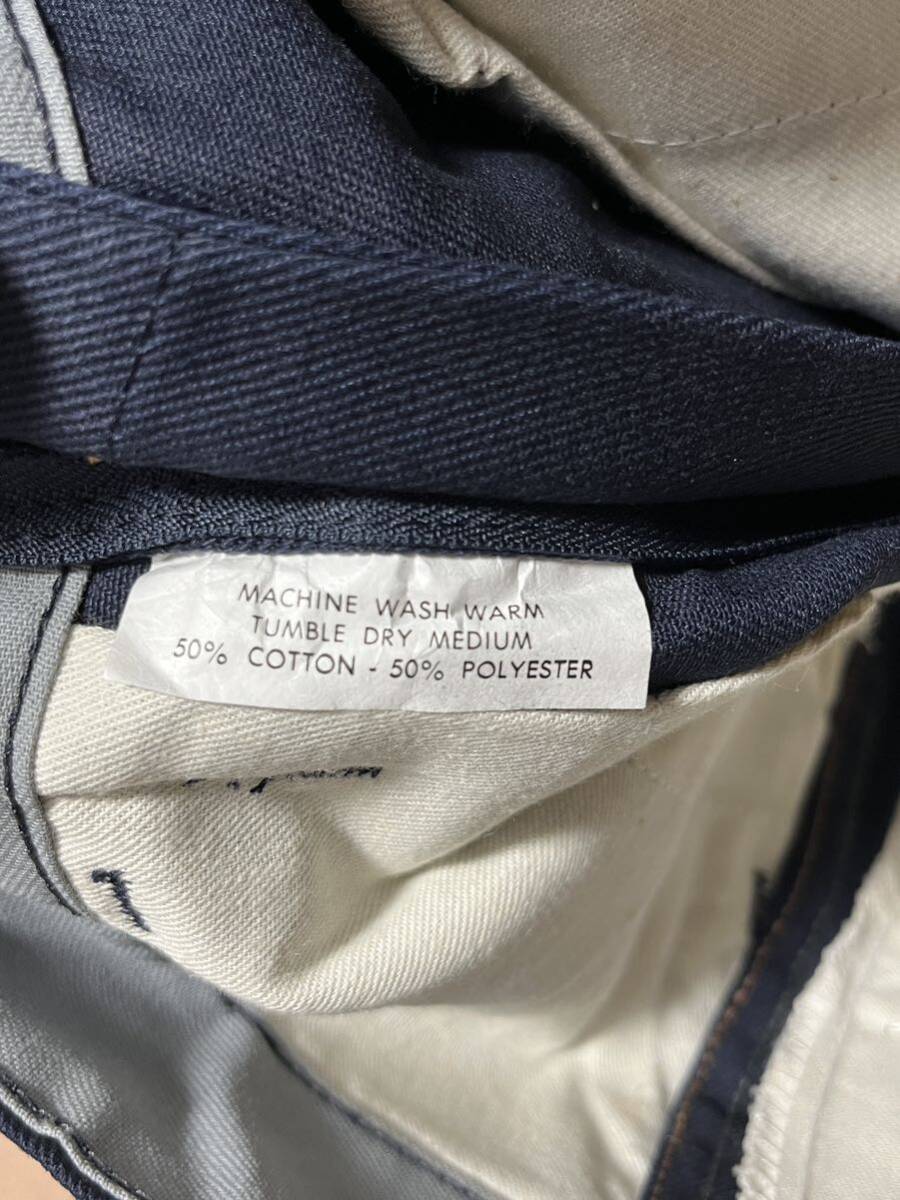 MACHINE WASH WARM
TUMBLE DRY MEDIUM
50% COTTON - 50% POLYESTER